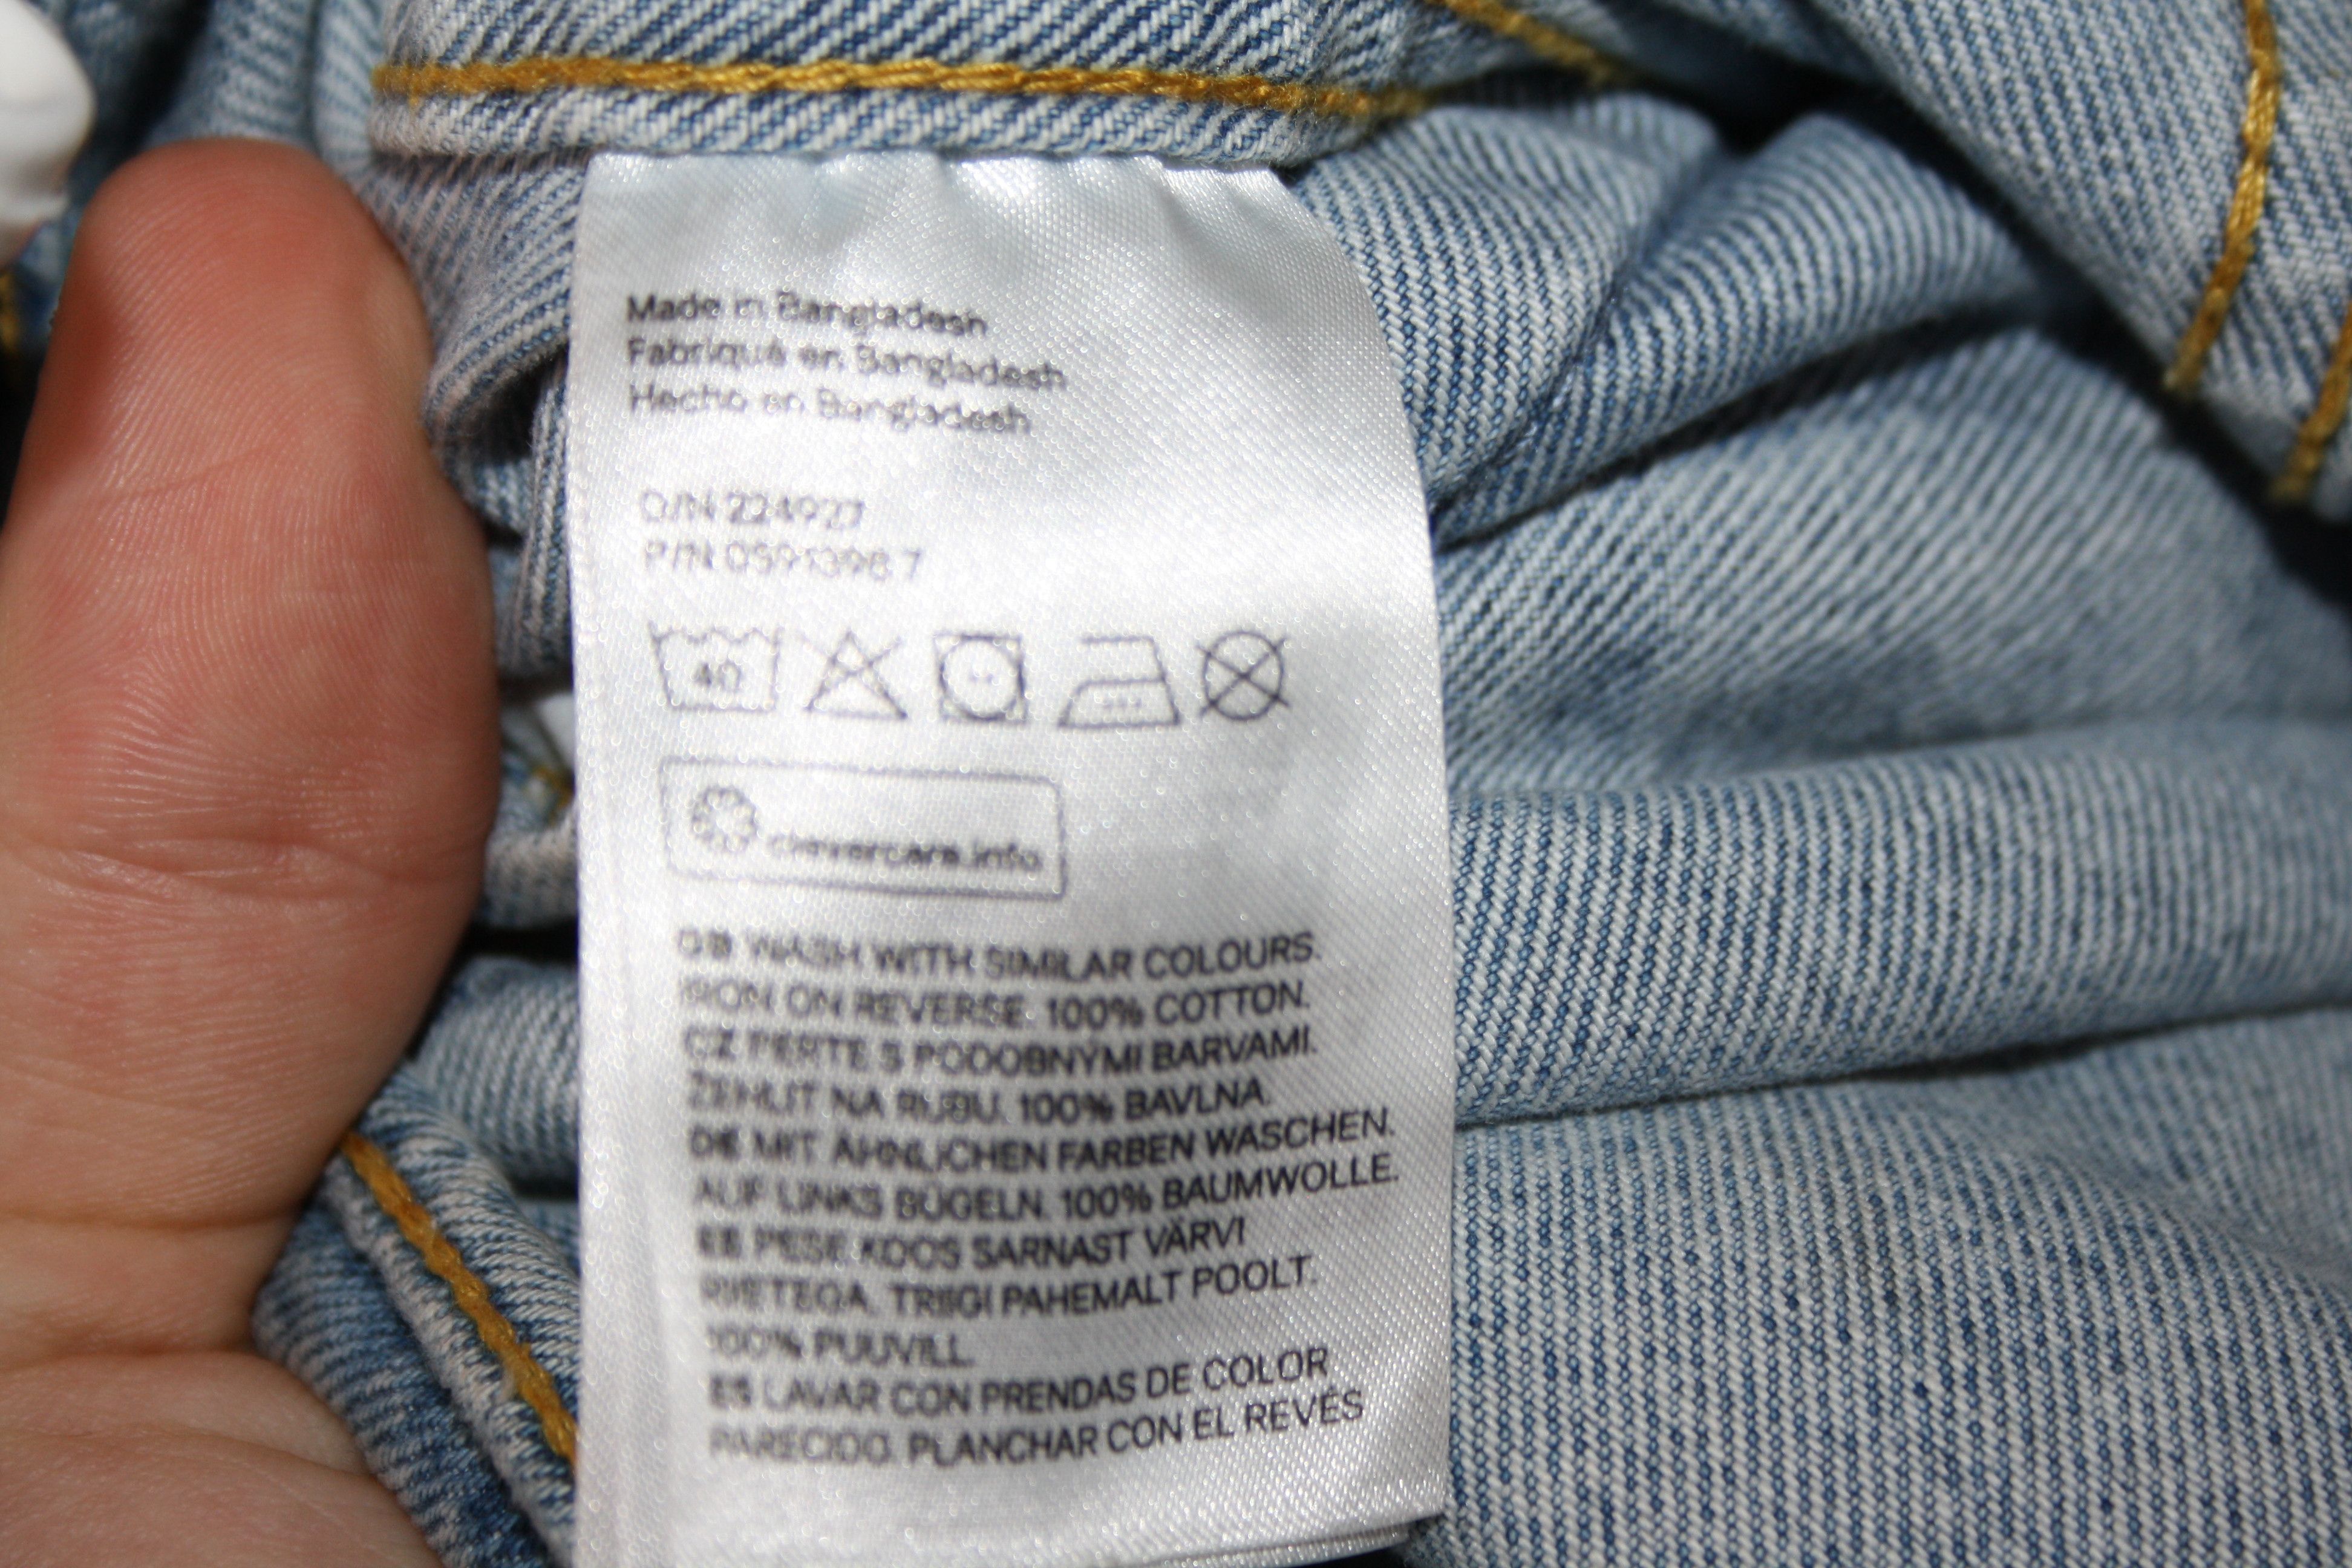 Made in Bangladesh
Fabriqué en Bangladesh
Hecho en Bangladesh
O/N 224927
P/N
40
clevercare.info
GB WASH WITH SIMILAR COLOURS.
IRON ON REVERSE. 100% COTTON.
CZ PERTE S PODOBNÝMI BARVAMI.
ŽEHLIT NA RUBU. 100% BAVLNA.
DE MIT ÄHNLICHEN FARBEN WASCHEN.
AUF LINKS BÜGELN. 100% BAUMWOLLE.
EE PESE KOOS SARNAST VÄRVI
RIIETEGA. TRIIGI PAHEMALT POOLT.
100% PUUVILL.
ES LAVAR CON PRENDAS DE COLOR
PARECIDO. PLANCHAR CON EL REVÉS